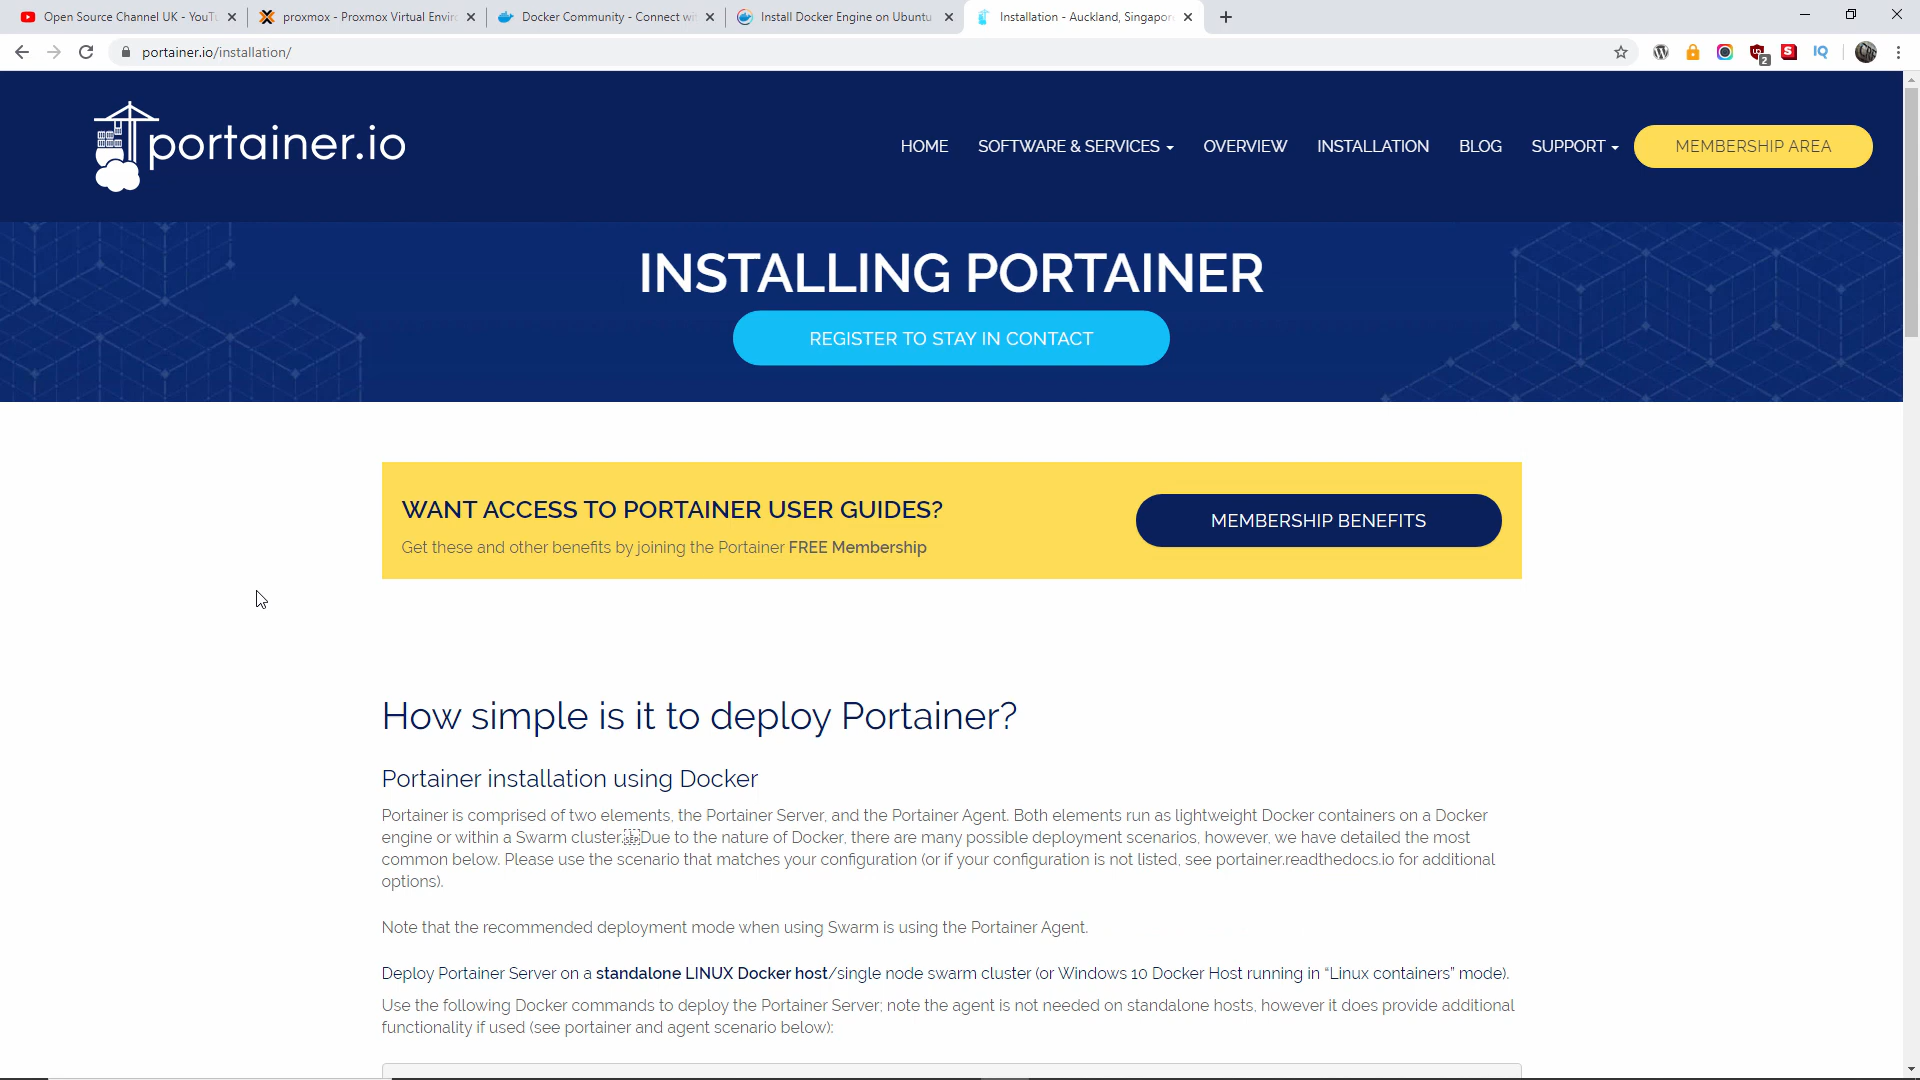 Open Source Channel UK - YouTu
proxmox - Proxmox Virtual Enviro
Docker Community - Connect wit
Install Docker Engine on Ubuntu
Installation - Auckland, Singapor
portainer.io/installation/
2
S
IQ
portainer.io
HOME
SOFTWARE & SERVICES
OVERVIEW
INSTALLATION
BLOG
SUPPORT
MEMBERSHIP AREA
INSTALLING PORTAINER
REGISTER TO STAY IN CONTACT
WANT ACCESS TO PORTAINER USER GUIDES?
Get these and other benefits by joining the Portainer FREE Membership
MEMBERSHIP BENEFITS
How simple is it to deploy Portainer?
Portainer installation using Docker
Portainer is comprised of two elements, the Portainer Server, and the Portainer Agent. Both elements run as lightweight Docker containers on a Docker
engine or within a Swarm cluster.Due to the nature of Docker, there are many possible deployment scenarios, however, we have detailed the most
common below. Please use the scenario that matches your configuration (or if your configuration is not listed, see portainer.readthedocs.io for additional
options).
Note that the recommended deployment mode when using Swarm is using the Portainer Agent.
Deploy Portainer Server on a standalone LINUX Docker host/single node swarm cluster (or Windows 10 Docker Host running in “Linux containers” mode).
Use the following Docker commands to deploy the Portainer Server; note the agent is not needed on standalone hosts, however it does provide additional
functionality if used (see portainer and agent scenario below):